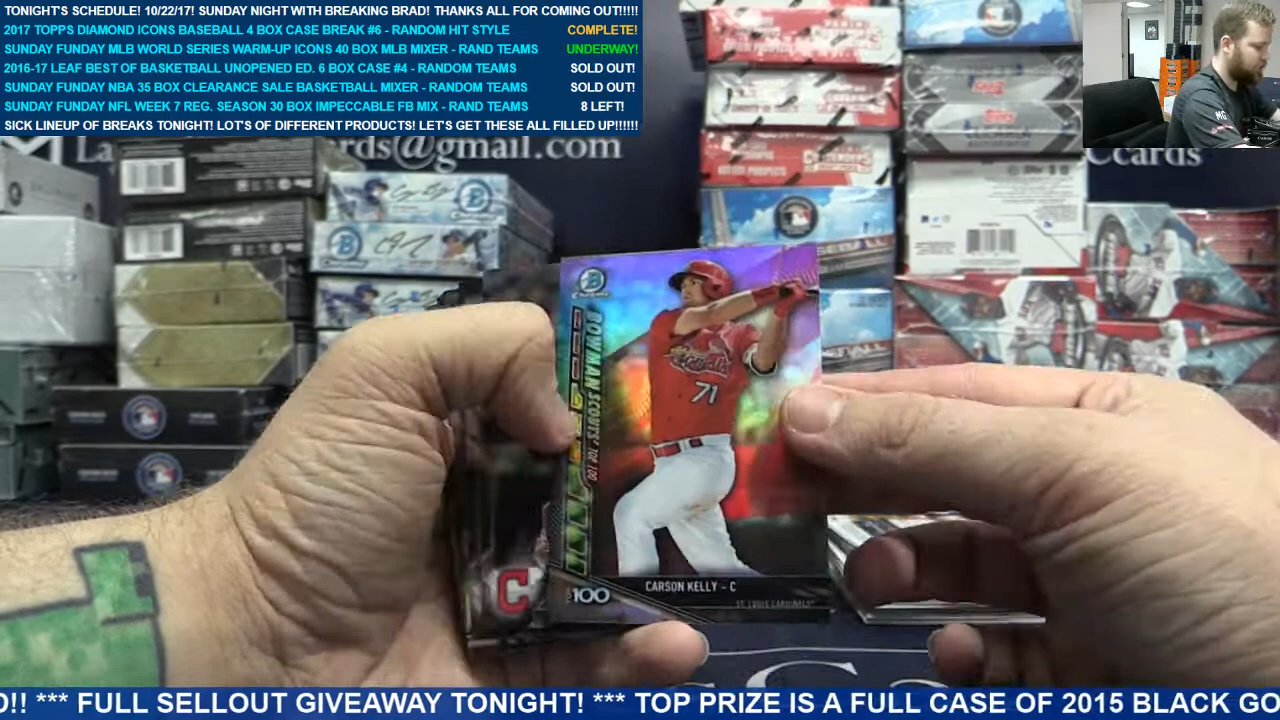 TONIGHT'S SCHEDULE! 10/22/17! SUNDAY NIGHT WITH BREAKING BRAD! THANKS ALL FOR COMING OUT!!!!!
2017 TOPPS DIAMOND ICONS BASEBALL 4 BOX CASE BREAK #6 - RANDOM HIT STYLE COMPLETE!
SUNDAY FUNDAY MLB WORLD SERIES WARM-UP ICONS 40 BOX MLB MIXER - RAND TEAMS UNDERWAY!
2016-17 LEAF BEST OF BASKETBALL UNOPENED ED. 6 BOX CASE #4 - RANDOM TEAMS SOLD OUT!
SUNDAY FUNDAY NBA 35 BOX CLEARANCE SALE BASKETBALL MIXER - RANDOM TEAMS SOLD OUT!
SUNDAY FUNDAY NFL WEEK 7 REG. SEASON 30 BOX IMPECCABLE FB MIX - RAND TEAMS 8 LEFT!
SICK LINEUP OF BREAKS TONIGHT! LOT'S OF DIFFERENT PRODUCTS! LET'S GET THESE ALL FILLED UP!!!!!!
ards@gmail.com
Ccards
B
CHROME
BOWMAN SCOUTS' TOP 100
Cardinals
71
CARSON KELLY - C
ST. LOUIS CARDINALS
100
C
!! *** FULL SELLOUT GIVEAWAY TONIGHT! *** TOP PRIZE IS A FULL CASE OF 2015 BLACK GO